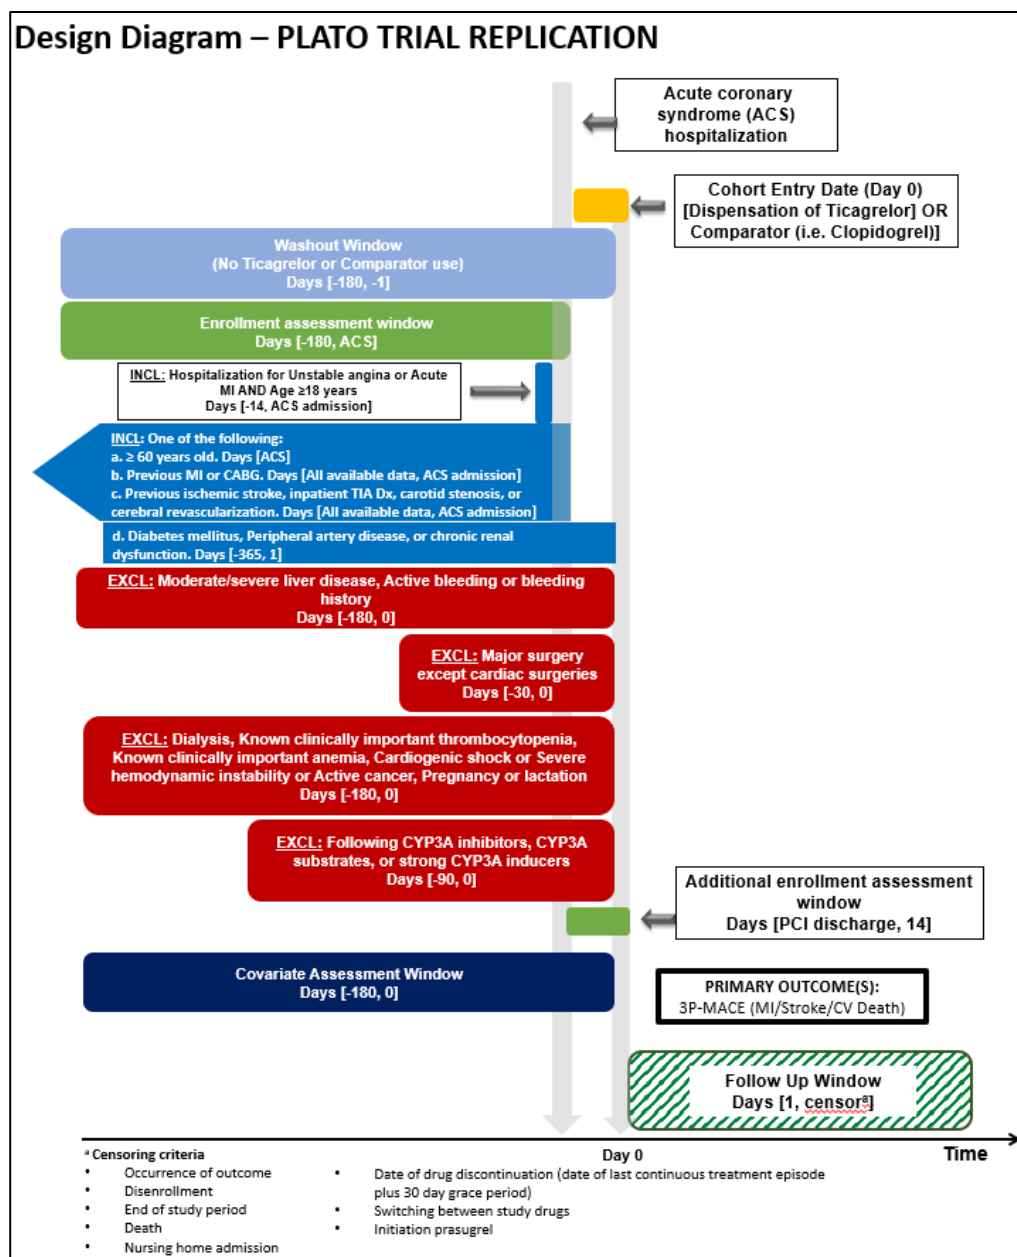 Design Diagram – PLATO TRIAL REPLICATION
Acute coronary
syndrome (ACS)
hospitalization
Cohort Entry Date (Day 0)
[Dispensation of Ticagrelor] OR
Comparator (i.e. Clopidogrel)]
Washout Window
(No Ticagrelor or Comparator use)
Days [-180, -1]
Enrollment assessment window
Days [-180, ACS]
INCL: Hospitalization for Unstable angina or Acute
MI AND Age ≥18 years
Days [-14, ACS admission]
INCL: One of the following:
a. ≥ 60 years old. Days [ACS]
b. Previous MI or CABG. Days [All available data, ACS admission]
c. Previous ischemic stroke, inpatient TIA Dx, carotid stenosis, or
cerebral revascularization. Days [All available data, ACS admission]
d. Diabetes mellitus, Peripheral artery disease, or chronic renal
dysfunction. Days [-365, 1]
EXCL: Moderate/severe liver disease, Active bleeding or bleeding
history
Days [-180, 0]
EXCL: Major surgery
except cardiac surgeries
Days [-30, 0]
EXCL: Dialysis, Known clinically important thrombocytopenia,
Known clinically important anemia, Cardiogenic shock or Severe
hemodynamic instability or Active cancer, Pregnancy or lactation
Days [-180, 0]
EXCL: Following CYP3A inhibitors, CYP3A
substrates, or strong CYP3A inducers
Days [-90, 0]
Additional enrollment assessment
window
Days [PCI discharge, 14]
Covariate Assessment Window
Days [-180, 0]
PRIMARY OUTCOME(S):
3P-MACE (MI/Stroke/CV Death)
Follow Up Window
Days [1, censorª]
Day 0
Time
ª Censoring criteria
• Occurrence of outcome
• Disenrollment
• End of study period
• Death
• Nursing home admission
• Date of drug discontinuation (date of last continuous treatment episode
plus 30 day grace period)
• Switching between study drugs
• Initiation prasugrel